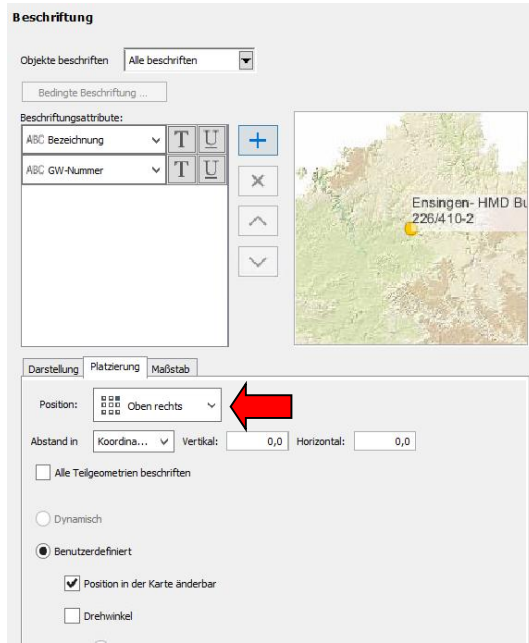 Beschriftung
Objekte beschriften Alle beschriften
Bedingte Beschriftung ...
Beschriftungsattribute:
ABC Bezeichnung T U
ABC GW-Nummer T U
Ensingen- HMD Bu
226/410-2
Darstellung Platzierung Maßstab
Position: Oben rechts
Abstand in Koordina... Vertikal: 0,0 Horizontal: 0,0
Alle Teilgeometrien beschriften
Dynamisch
Benutzerdefiniert
Position in der Karte änderbar
Drehwinkel